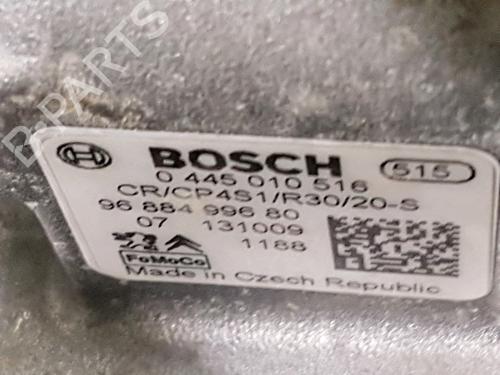 B-PARTS
BOSCH 515
0 445 010 516
CR/CP4S1/R30/20-S
96 884 996 80
07 131009
1188
FoMoCo
Made in Czech Republic